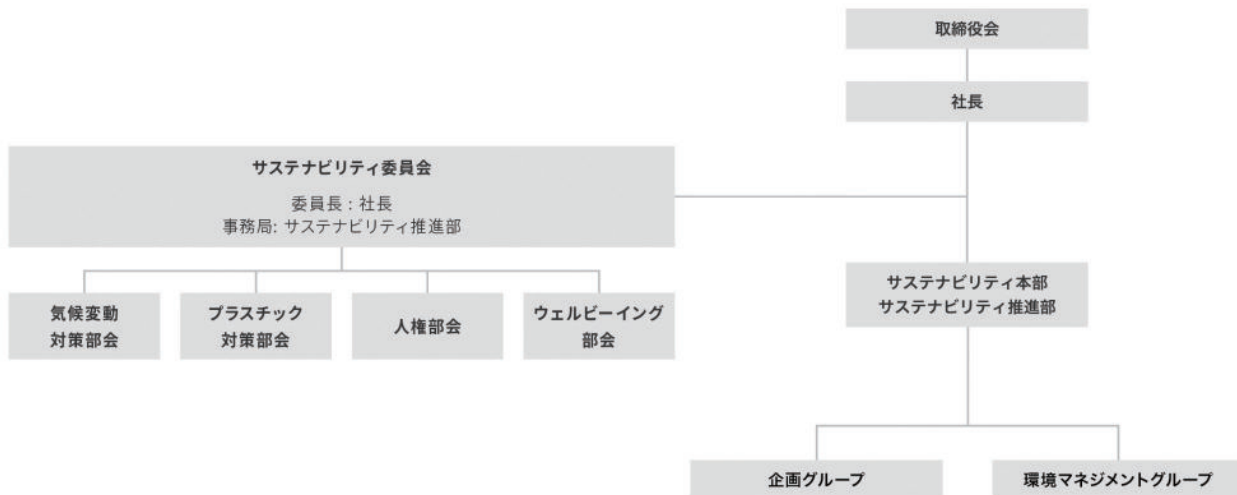 取締役会
社長
サステナビリティ委員会
委員長：社長
事務局: サステナビリティ推進部
気候変動
対策部会
プラスチック
対策部会
人権部会
ウェルビーイング
部会
サステナビリティ本部
サステナビリティ推進部
企画グループ
環境マネジメントグループ